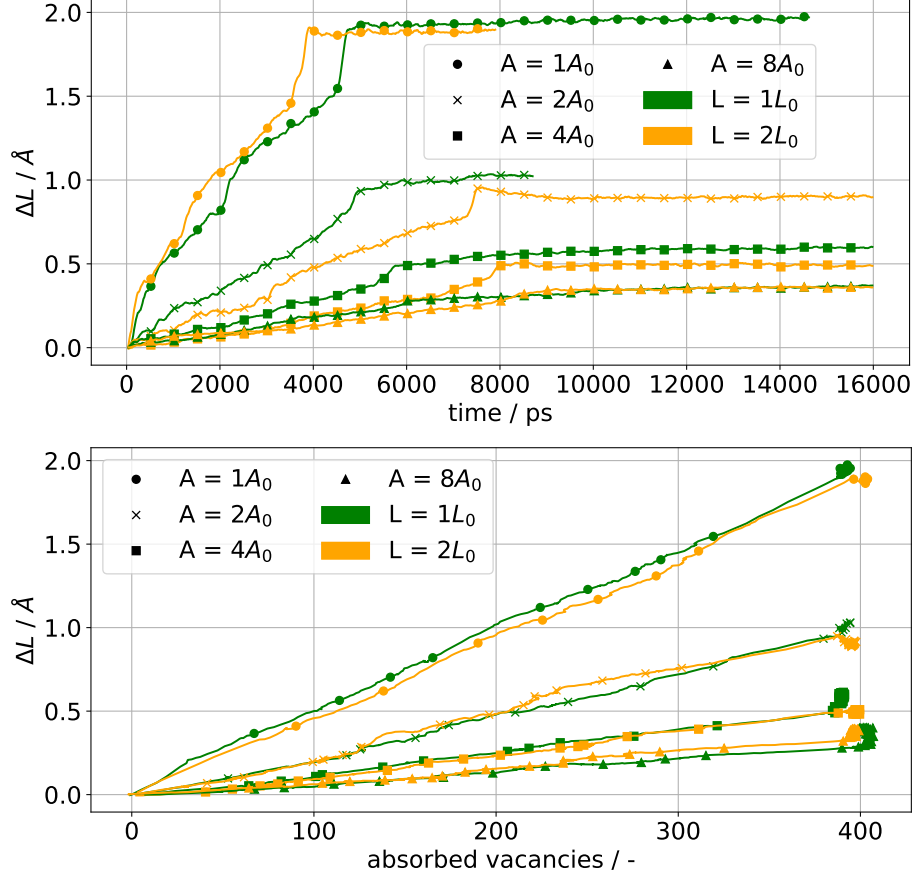 2.0
1.5
1.0
0.5
0.0
ΔL / Å
A = 1A₀
A = 2A₀
A = 4A₀
A = 8A₀
L = 1L₀
L = 2L₀
0 2000 4000 6000 8000 10000 12000 14000 16000
time / ps
2.0
1.5
1.0
0.5
0.0
ΔL / Å
A = 1A₀
A = 2A₀
A = 4A₀
A = 8A₀
L = 1L₀
L = 2L₀
0 100 200 300 400
absorbed vacancies / -